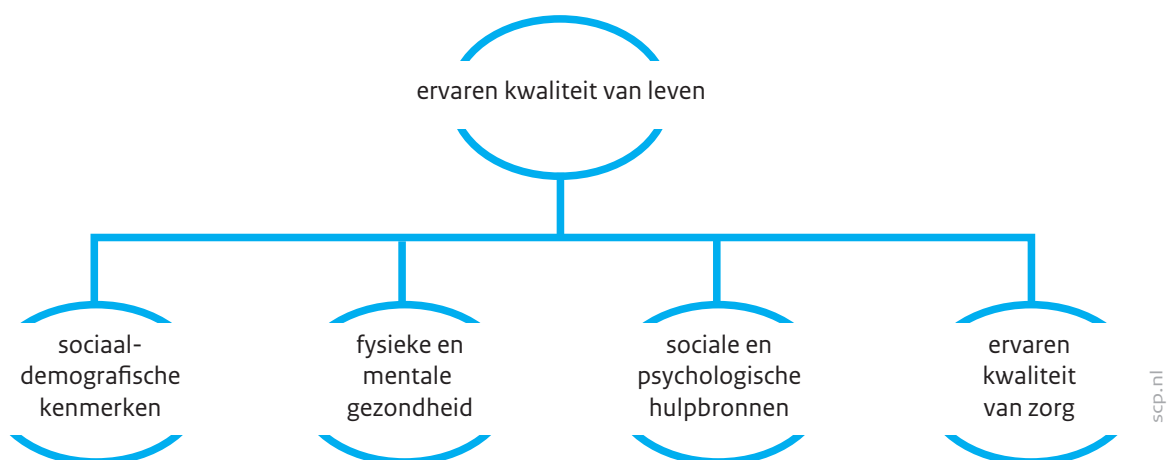 ervaren kwaliteit van leven
sociaal-
demografische
kenmerken
fysieke en
mentale
gezondheid
sociale en
psychologische
hulpbronnen
ervaren
kwaliteit
van zorg
scp.nl